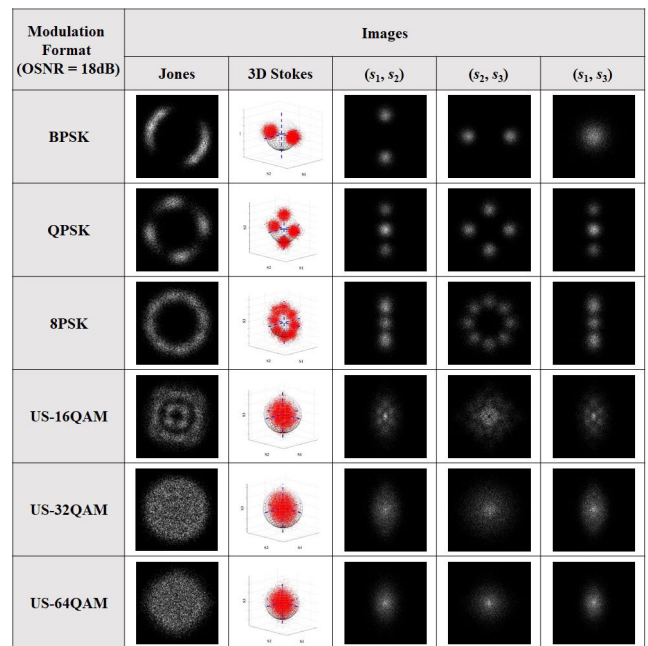 Modulation
Format
(OSNR = 18dB)
Images
Jones
3D Stokes
(s₁, s₂)
(s₂, s₃)
(s₁, s₃)
BPSK
QPSK
8PSK
US-16QAM
US-32QAM
US-64QAM